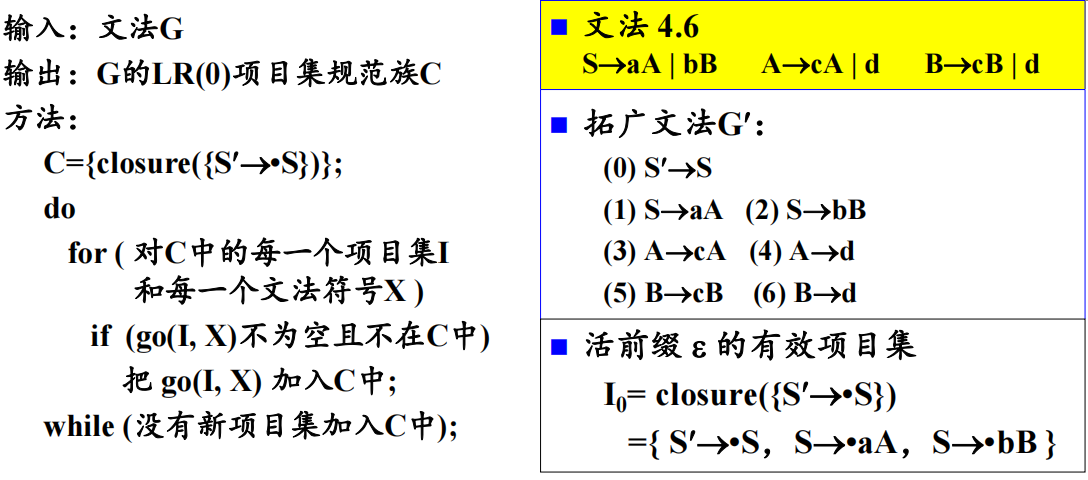 输入：文法G
输出：G的LR(0)项目集规范族C
方法：
C={closure({S′→•S})};
do
for ( 对C中的每一个项目集I
和每一个文法符号X )
if (go(I, X)不为空且不在C中)
把 go(I, X) 加入C中;
while (没有新项目集加入C中);
■ 文法 4.6
S→aA | bB A→cA | d B→cB | d
■ 拓广文法G′：
(0) S′→S
(1) S→aA (2) S→bB
(3) A→cA (4) A→d
(5) B→cB (6) B→d
■ 活前缀 ε 的有效项目集
I₀= closure({S′→•S})
={ S′→•S， S→•aA， S→•bB }